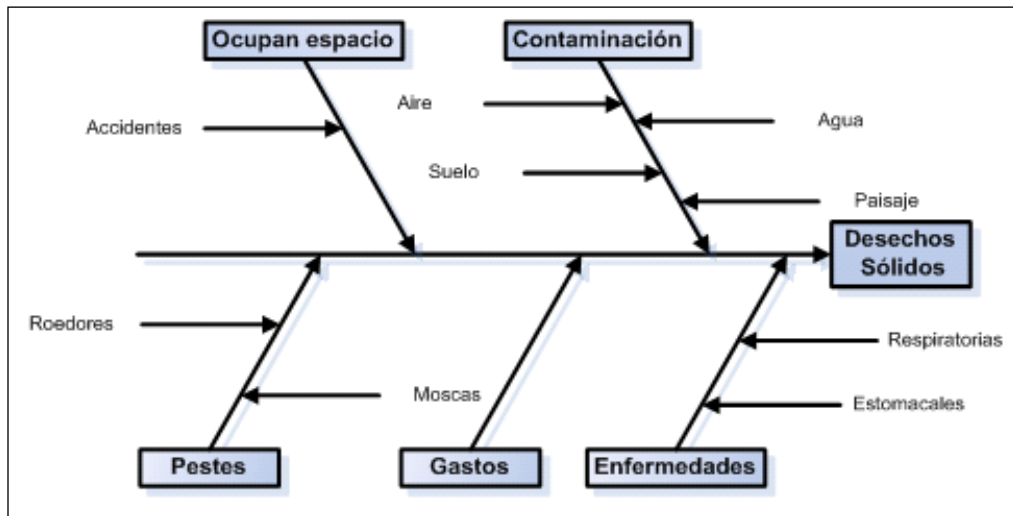 Ocupan espacio
Contaminación
Aire
Accidentes
Agua
Suelo
Paisaje
Desechos
Sólidos
Roedores
Respiratorias
Moscas
Estomacales
Pestes
Gastos
Enfermedades